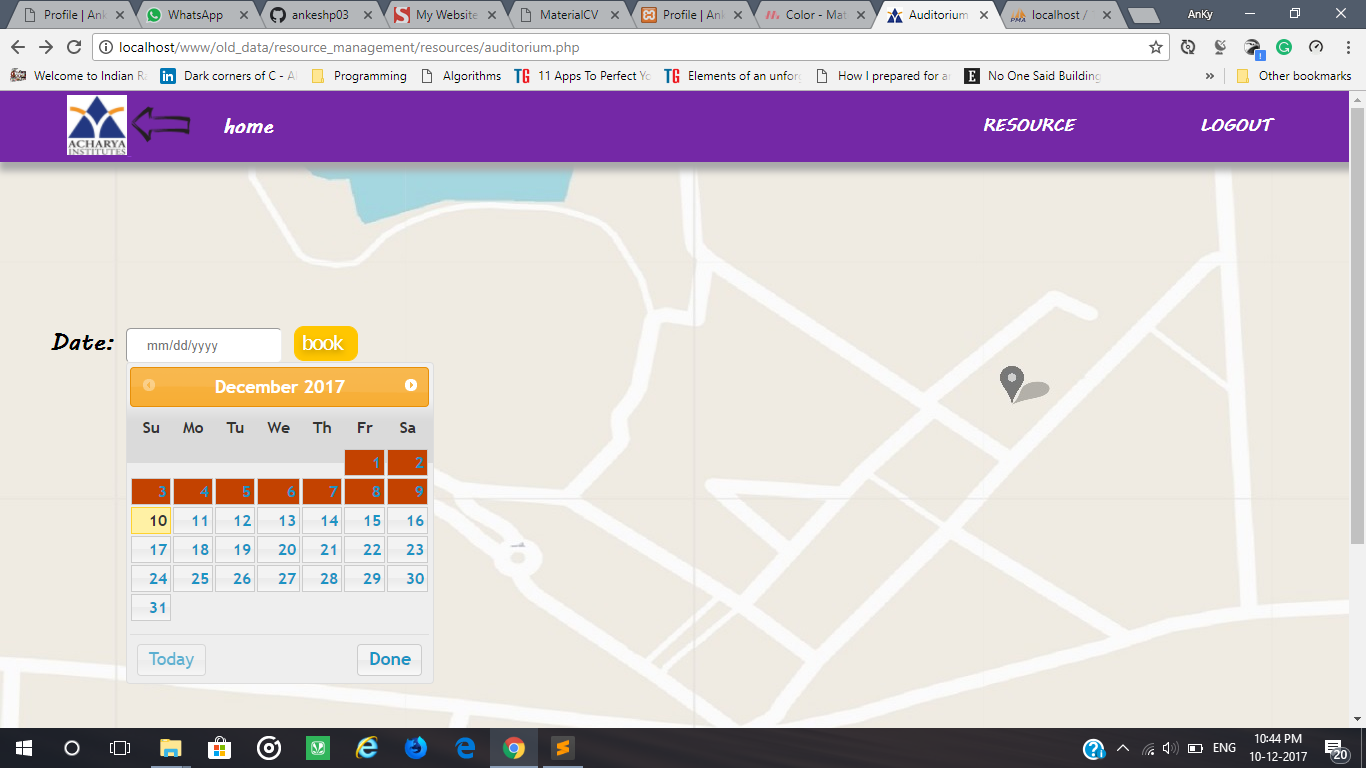 Profile | Ank WhatsApp ankeshp03 My Website MaterialCV Profile | Ank Color - Mat Auditorium localhost / AnKy
localhost/www/old_data/resource_management/resources/auditorium.php
Welcome to Indian Ra Dark corners of C - Al Programming Algorithms TG 11 Apps To Perfect Yo TG Elements of an unforg How I prepared for a E No One Said Building » Other bookmarks
ACHARYA
INSTITUTES
home RESOURCE LOGOUT
Date: mm/dd/yyyy book
December 2017
Su Mo Tu We Th Fr Sa
1 2
3 4 5 6 7 8 9
10 11 12 13 14 15 16
17 18 19 20 21 22 23
24 25 26 27 28 29 30
31
Today Done
ENG 10:44 PM
10-12-2017 20